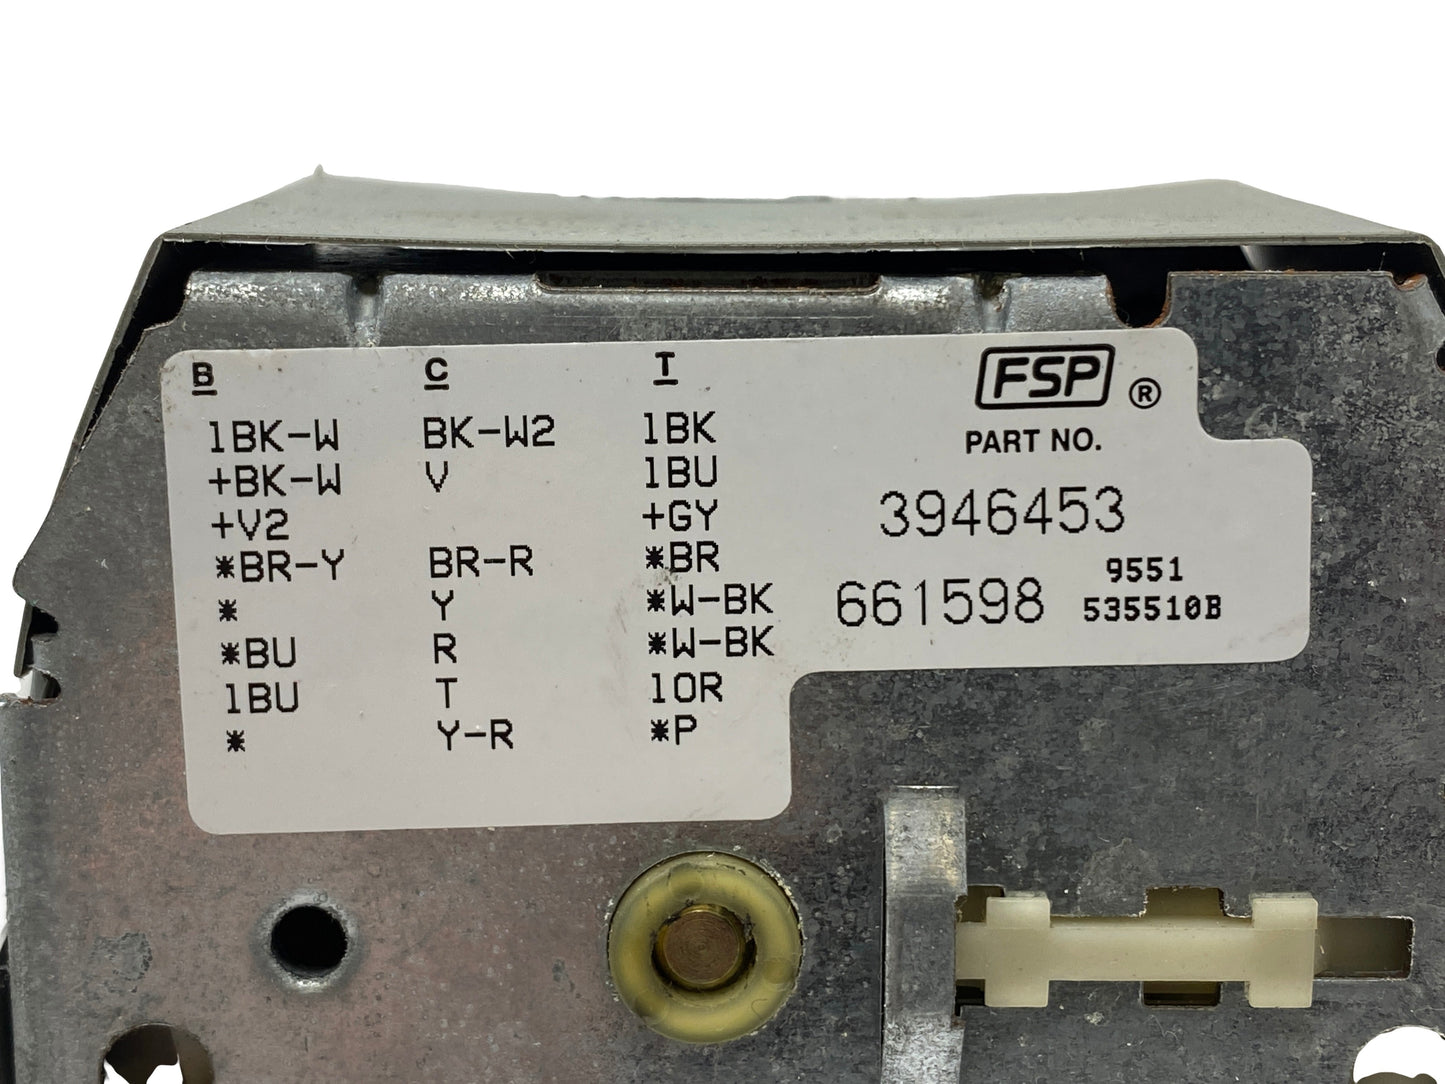 B C T
1BK-W BK-W2 1BK
+BK-W V 1BU
+V2 +GY
*BR-Y BR-R *BR
* Y *W-BK
*BU R *W-BK
1BU T 1OR
* Y-R *P
FSP ®
PART NO.
3946453
661598 9551
535510B